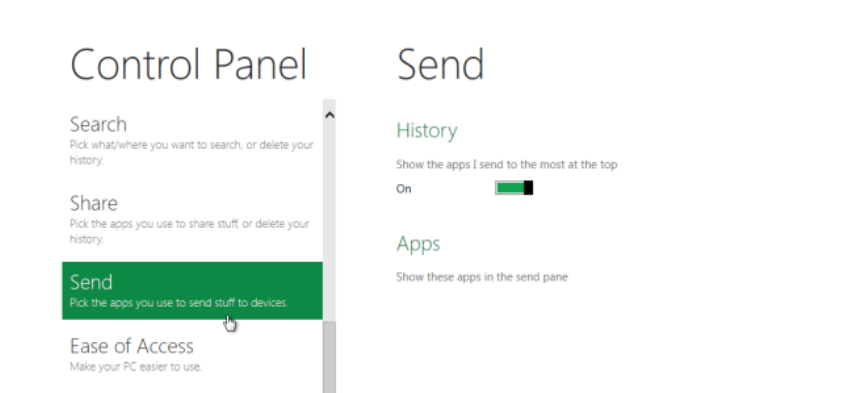 Control Panel
Search
Pick what/where you want to search, or delete your
history.
Share
Pick the apps you use to share stuff or delete your
history.
Send
Pick the apps you use to send stuff to devices.
Ease of Access
Make your PC easier to use.
Send
History
Show the apps I send to the most at the top
On
Apps
Show these apps in the send pane